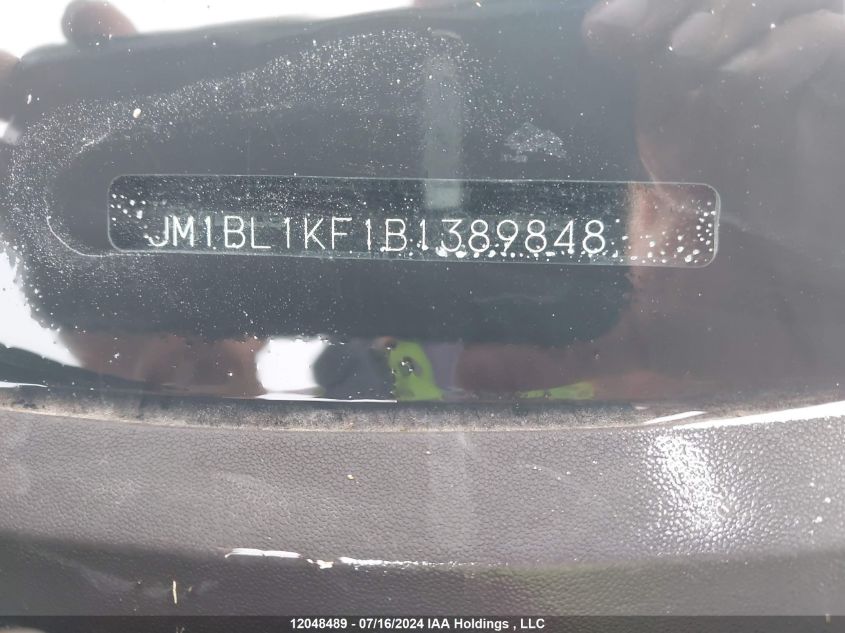 JM1BL1KF1B1389848
12048489 - 07/16/2024 IAA Holdings , LLC